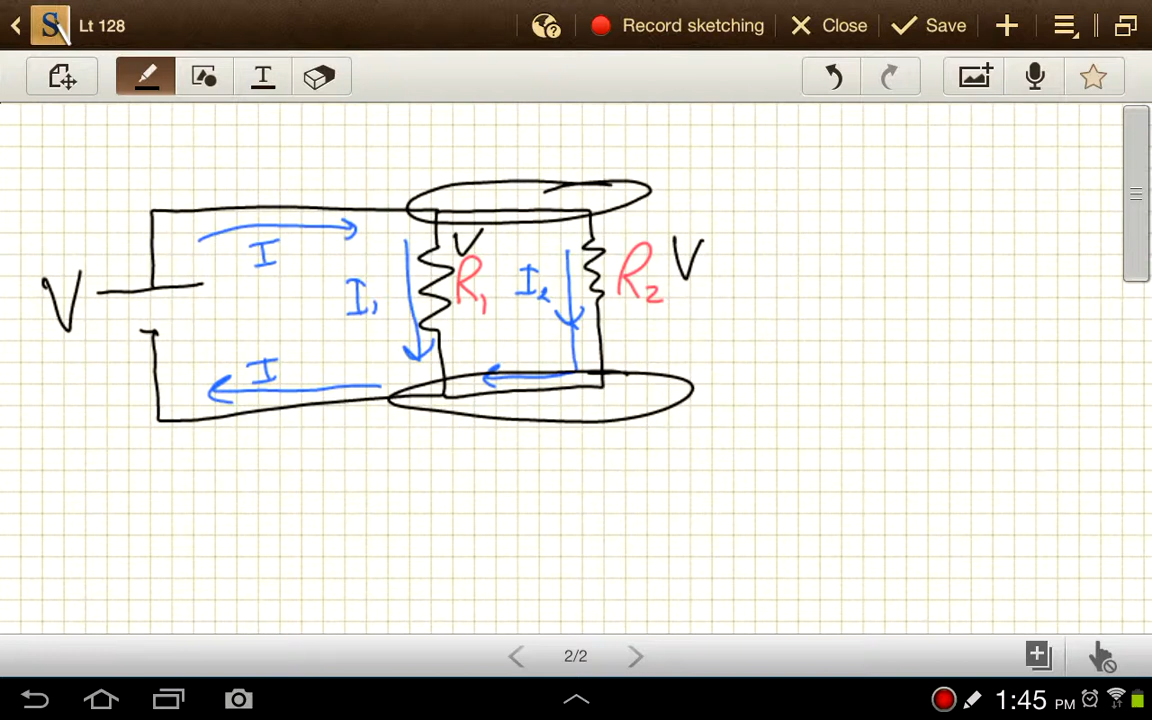 S Lt 128 Record sketching Close Save
T
I
V
V
V
R1
R2
I1
I2
I
2/2
1:45 PM